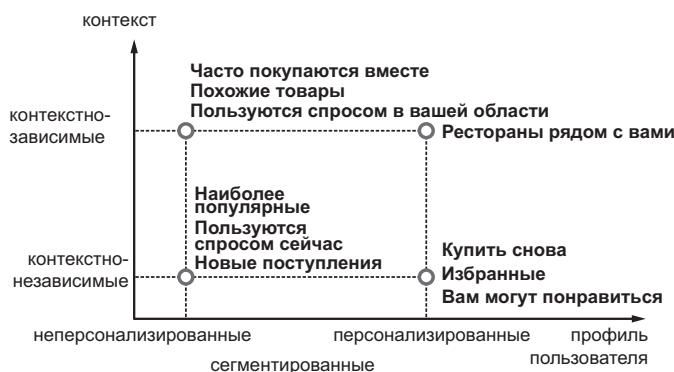 контекст
Часто покупаются вместе
Похожие товары
Пользуются спросом в вашей области
контекстно-
зависимые
Рестораны рядом с вами
Наиболее
популярные
Пользуются
спросом сейчас
Новые поступления
контекстно-
независимые
Купить снова
Избранные
Вам могут понравиться
неперсонализированные
персонализированные
профиль
пользователя
сегментированные